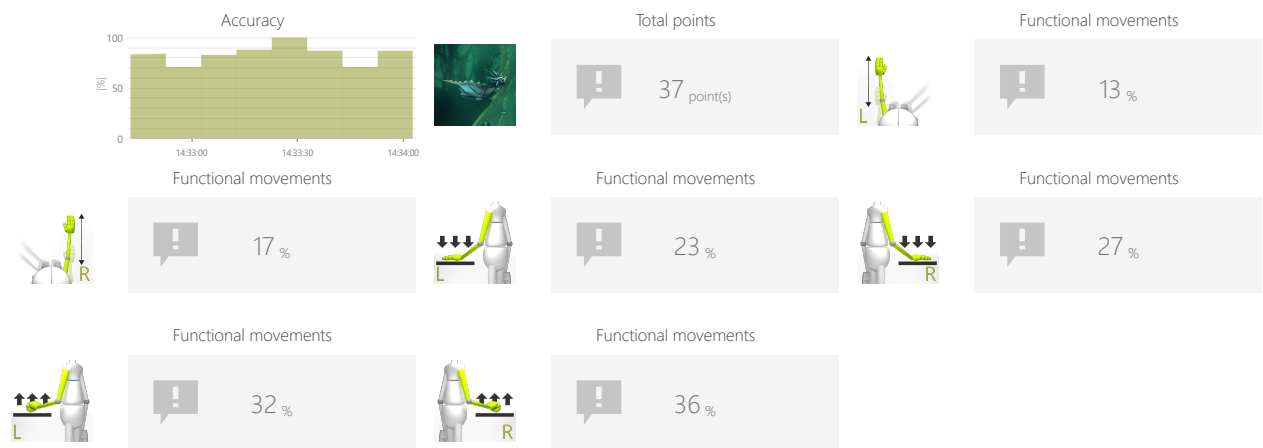 Accuracy
100
[%]
50
0
14:33:00
14:33:30
14:34:00
Total points
37 point(s)
Functional movements
L
13 %
Functional movements
R
17 %
Functional movements
L
23 %
Functional movements
R
27 %
Functional movements
L
32 %
Functional movements
R
36 %